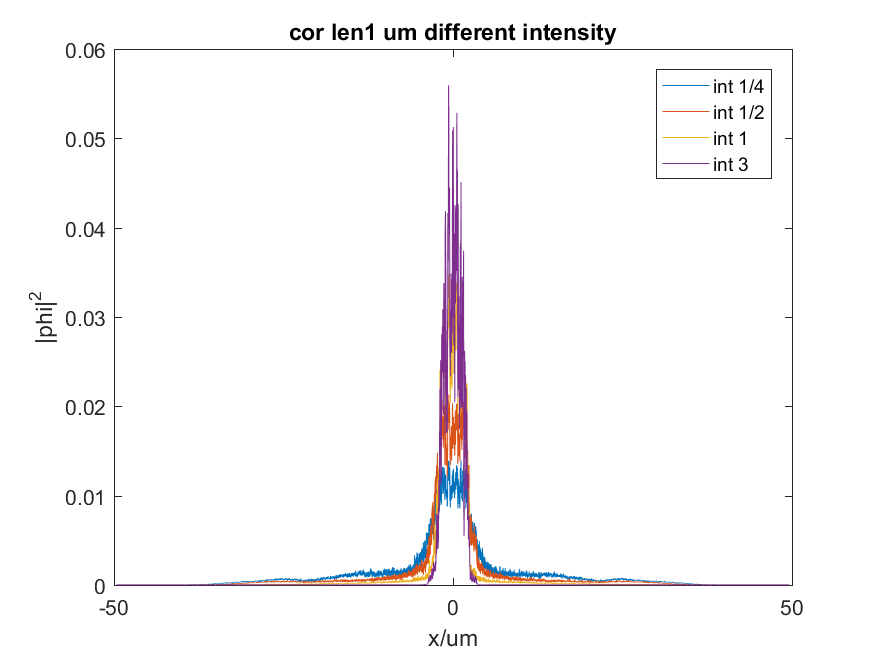 cor len1 um different intensity
0.06
0.05
0.04
0.03
0.02
0.01
0
|phi|²
int 1/4
int 1/2
int 1
int 3
-50
0
50
x/um